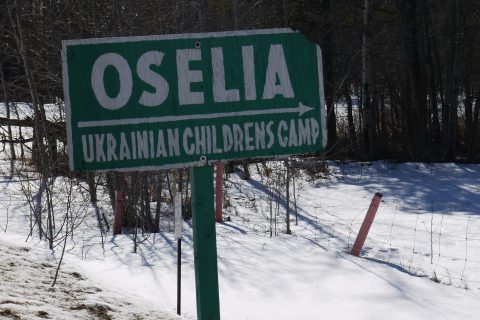 OSELIA
UKRAINIAN CHILDRENS CAMP